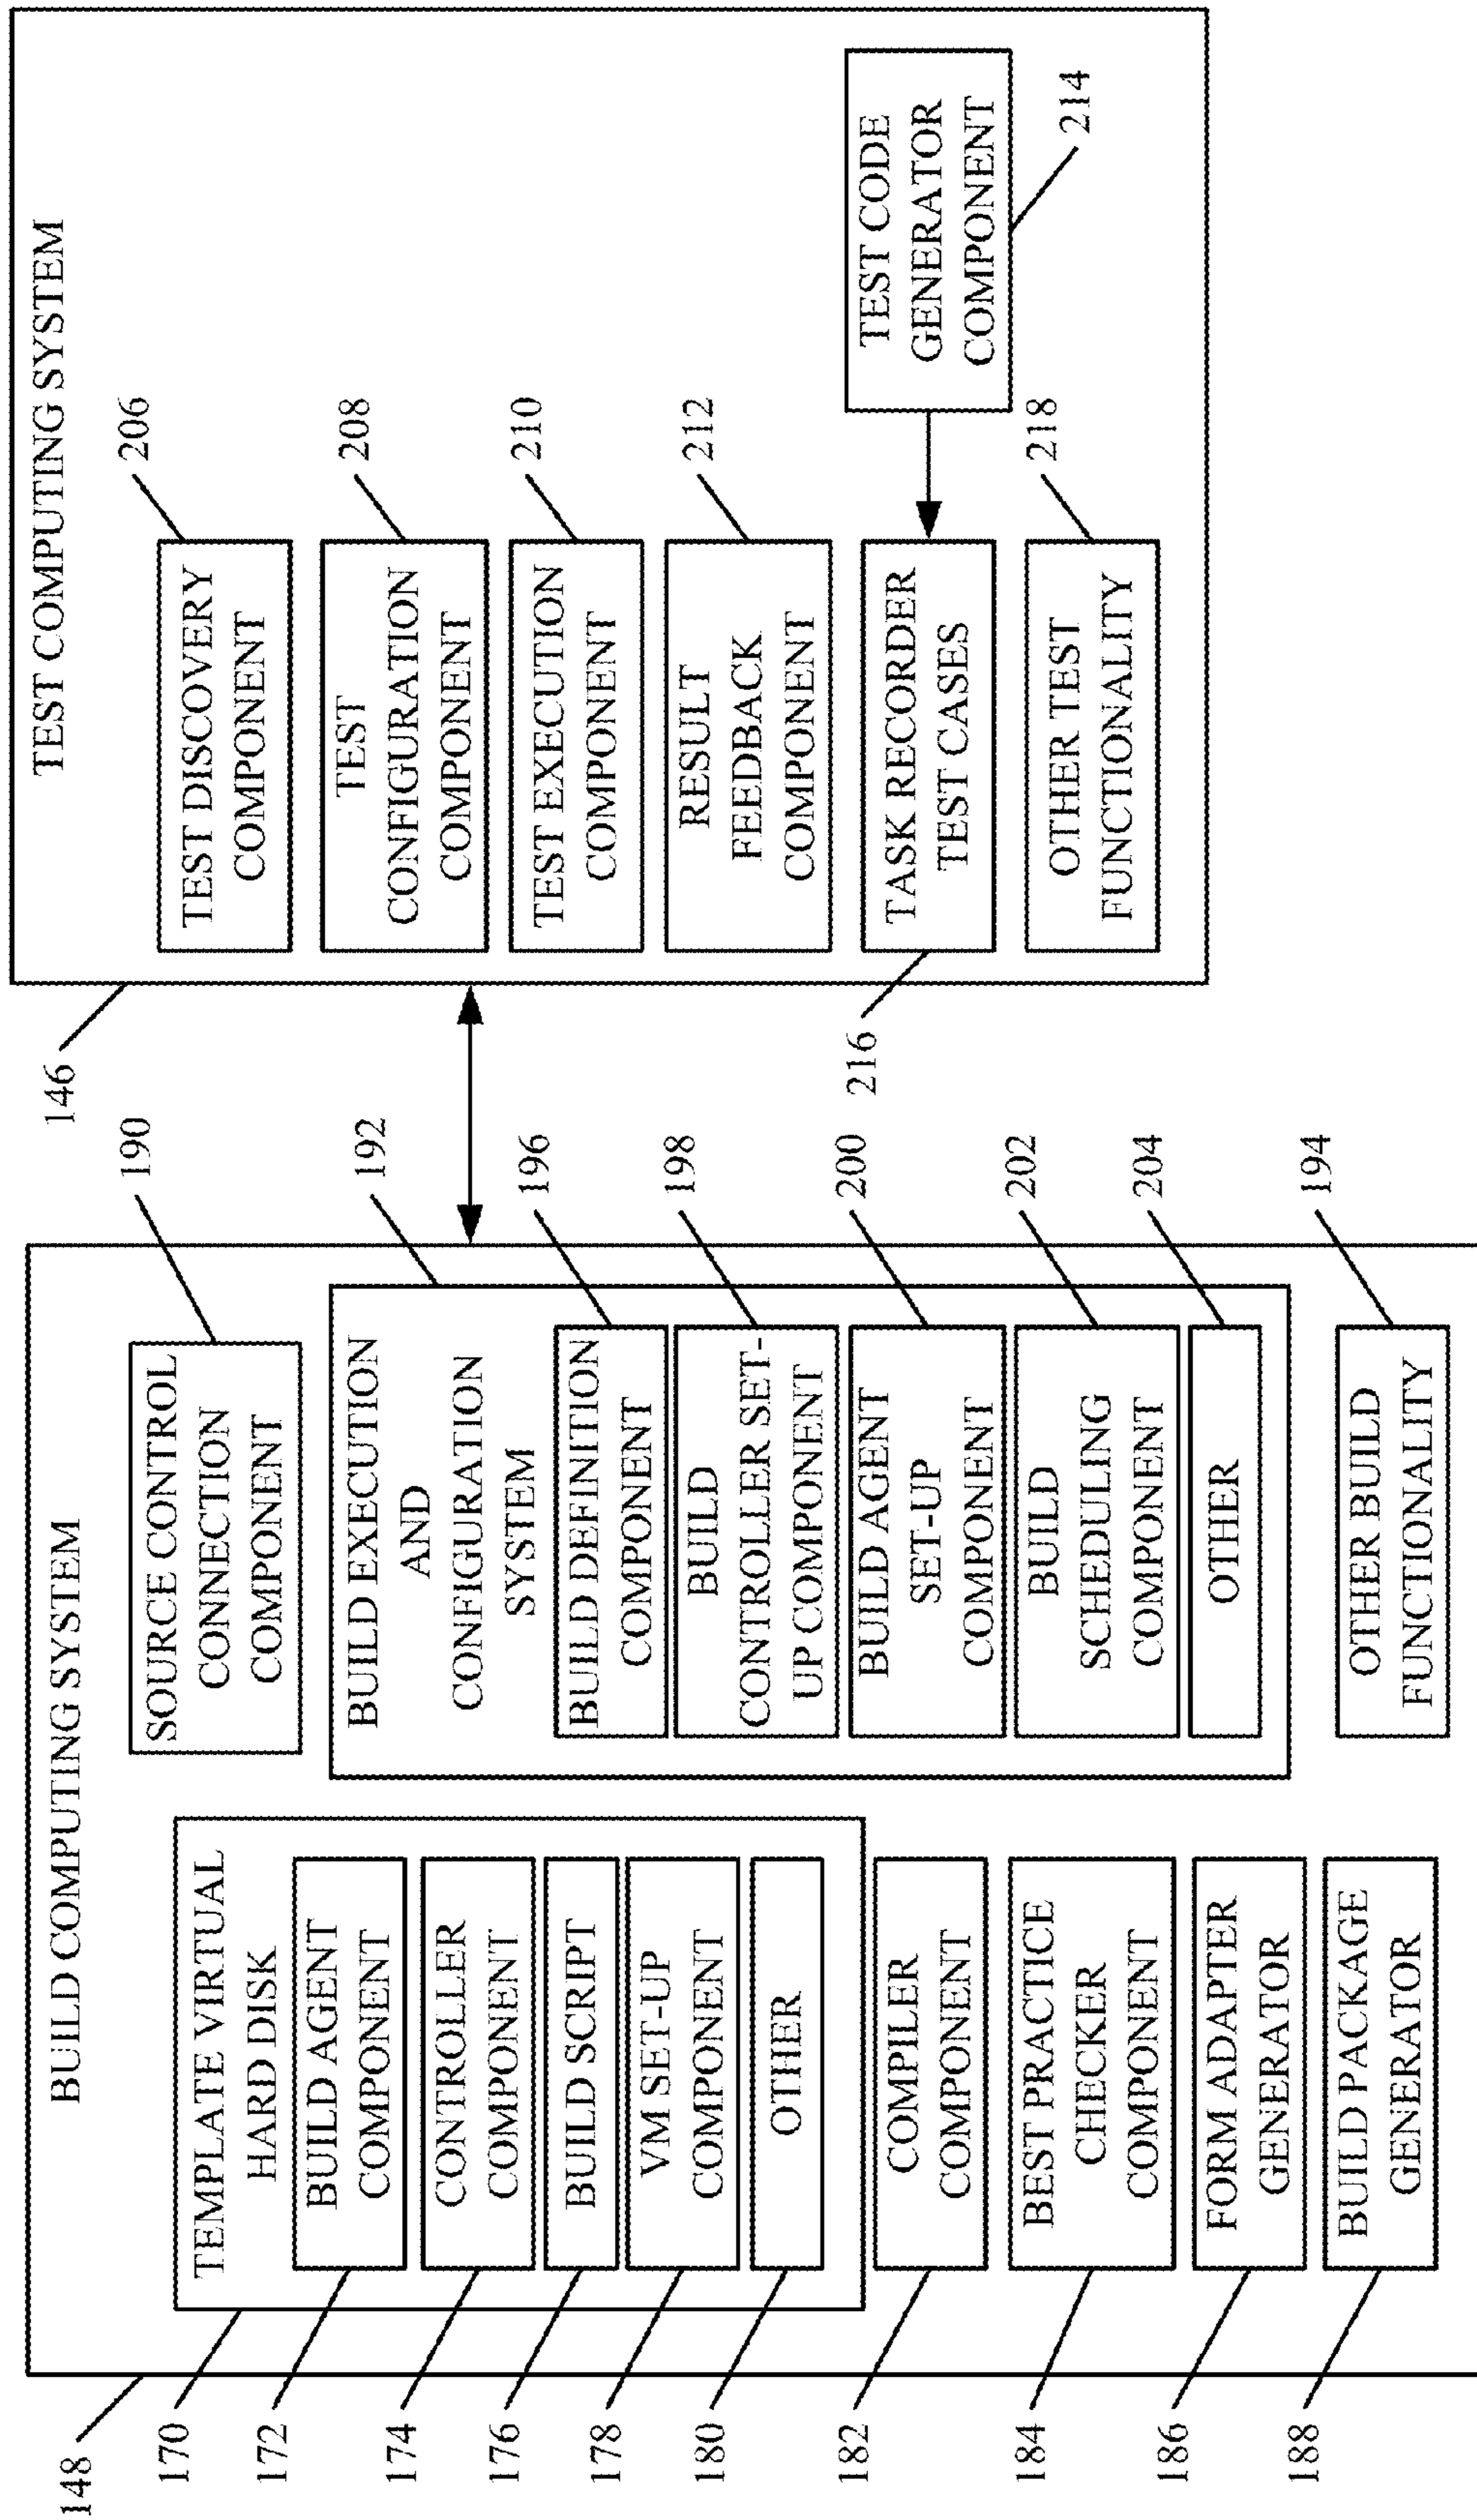 BUILD COMPUTING SYSTEM
148
170
TEMPLATE VIRTUAL
HARD DISK
172
BUILD AGENT
COMPONENT
174
CONTROLLER
COMPONENT
176
BUILD SCRIPT
178
VM SET-UP
COMPONENT
180
OTHER
182
COMPILER
COMPONENT
184
BEST PRACTICE
CHECKER
COMPONENT
186
FORM ADAPTER
GENERATOR
188
BUILD PACKAGE
GENERATOR
SOURCE CONTROL
CONNECTION
COMPONENT
190
BUILD EXECUTION
AND
CONFIGURATION
SYSTEM
192
BUILD DEFINITION
COMPONENT
196
BUILD
CONTROLLER SET-
UP COMPONENT
198
BUILD AGENT
SET-UP
COMPONENT
200
BUILD
SCHEDULING
COMPONENT
202
OTHER
204
OTHER BUILD
FUNCTIONALITY
194
TEST COMPUTING SYSTEM
146
TEST DISCOVERY
COMPONENT
206
TEST
CONFIGURATION
COMPONENT
208
TEST EXECUTION
COMPONENT
210
RESULT
FEEDBACK
COMPONENT
212
TASK RECORDER
TEST CASES
216
TEST CODE
GENERATOR
COMPONENT
214
OTHER TEST
FUNCTIONALITY
218